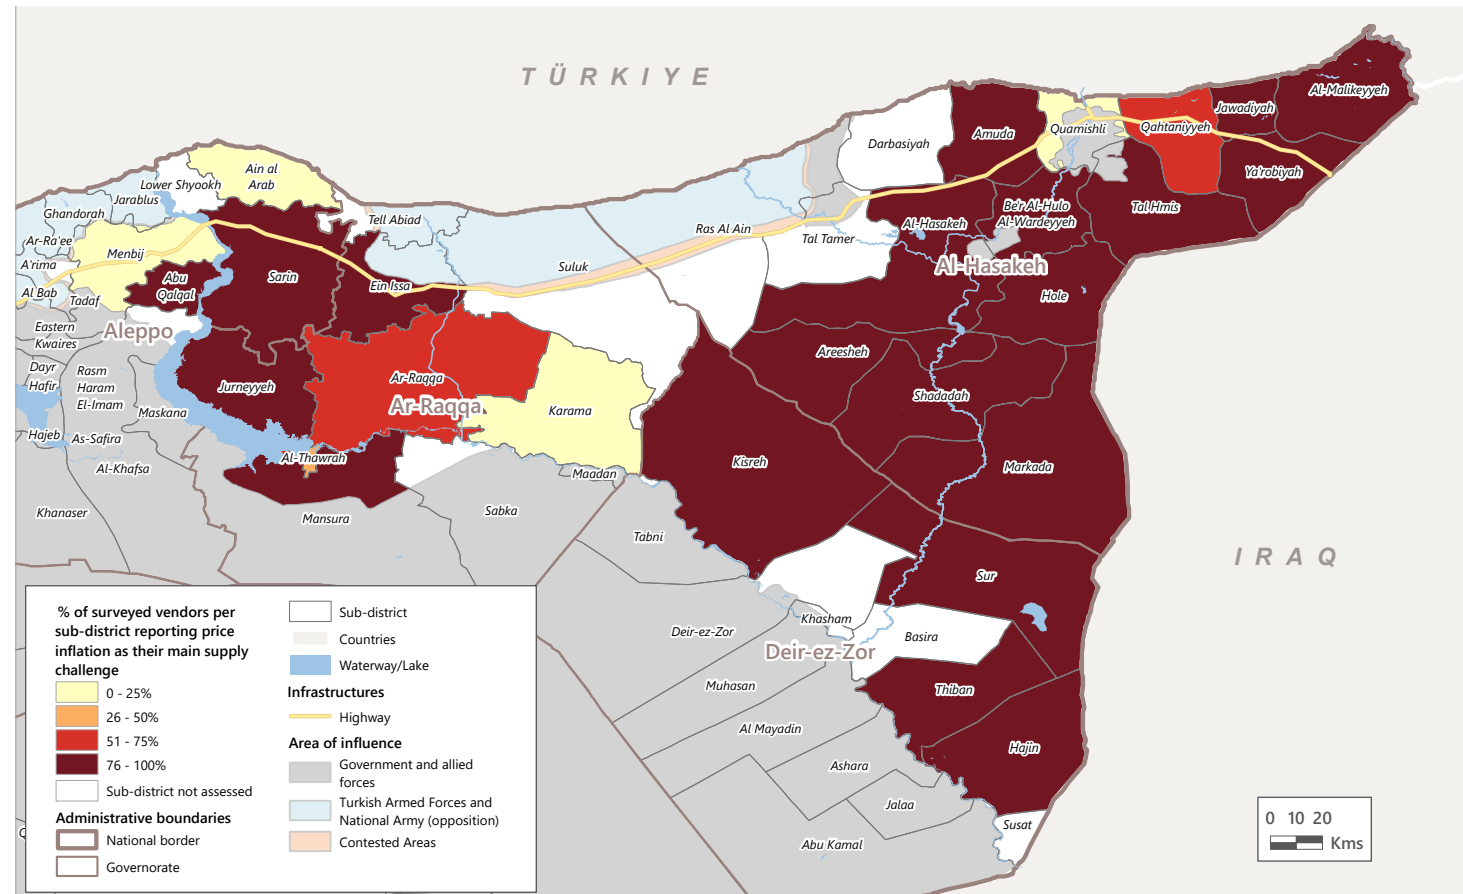 TÜRKIYE
Al-Malikeyyeh
Jawadiyah
Qahtaniyyeh
Quamishli
Amuda
Darbasiyah
Ya'robiyah
Ain al
Arab
Lower Shyookh
Jarablus
Ghandorah
Tell Abiad
Be'r Al-Hulo
Al-Wardeyyeh
Tal Hmis
Al-Hasakeh
Ras Al Ain
Tal Tamer
Ar-Ra'ee
Menbij
A'rima
Suluk
Al-Hasakeh
Abu
Qalqal
Sarin
Ein Issa
Al Bab
Tadaf
Hole
Eastern
Kwaires
Aleppo
Areesheh
Dayr
Hafir
Rasm
Haram
El-Imam
Jurneyyeh
Ar-Raqqa
Shadadah
Maskana
Ar-Raqqa
Karama
Hajeb
As-Safira
Al-Khafsa
Al-Thawrah
Kisreh
Markada
Maadan
Khanaser
Mansura
Sabka
Tabni
IRAQ
Sur
Khasham
Deir-ez-Zor
Basira
Deir-ez-Zor
Muhasan
Thiban
Al Mayadin
Hajin
Ashara
Jalaa
Abu Kamal
Susat
% of surveyed vendors per
sub-district reporting price
inflation as their main supply
challenge
0 - 25%
26 - 50%
51 - 75%
76 - 100%
Sub-district not assessed
Administrative boundaries
National border
Governorate
Sub-district
Countries
Waterway/Lake
Infrastructures
Highway
Area of influence
Government and allied
forces
Turkish Armed Forces and
National Army (opposition)
Contested Areas
0 10 20
Kms